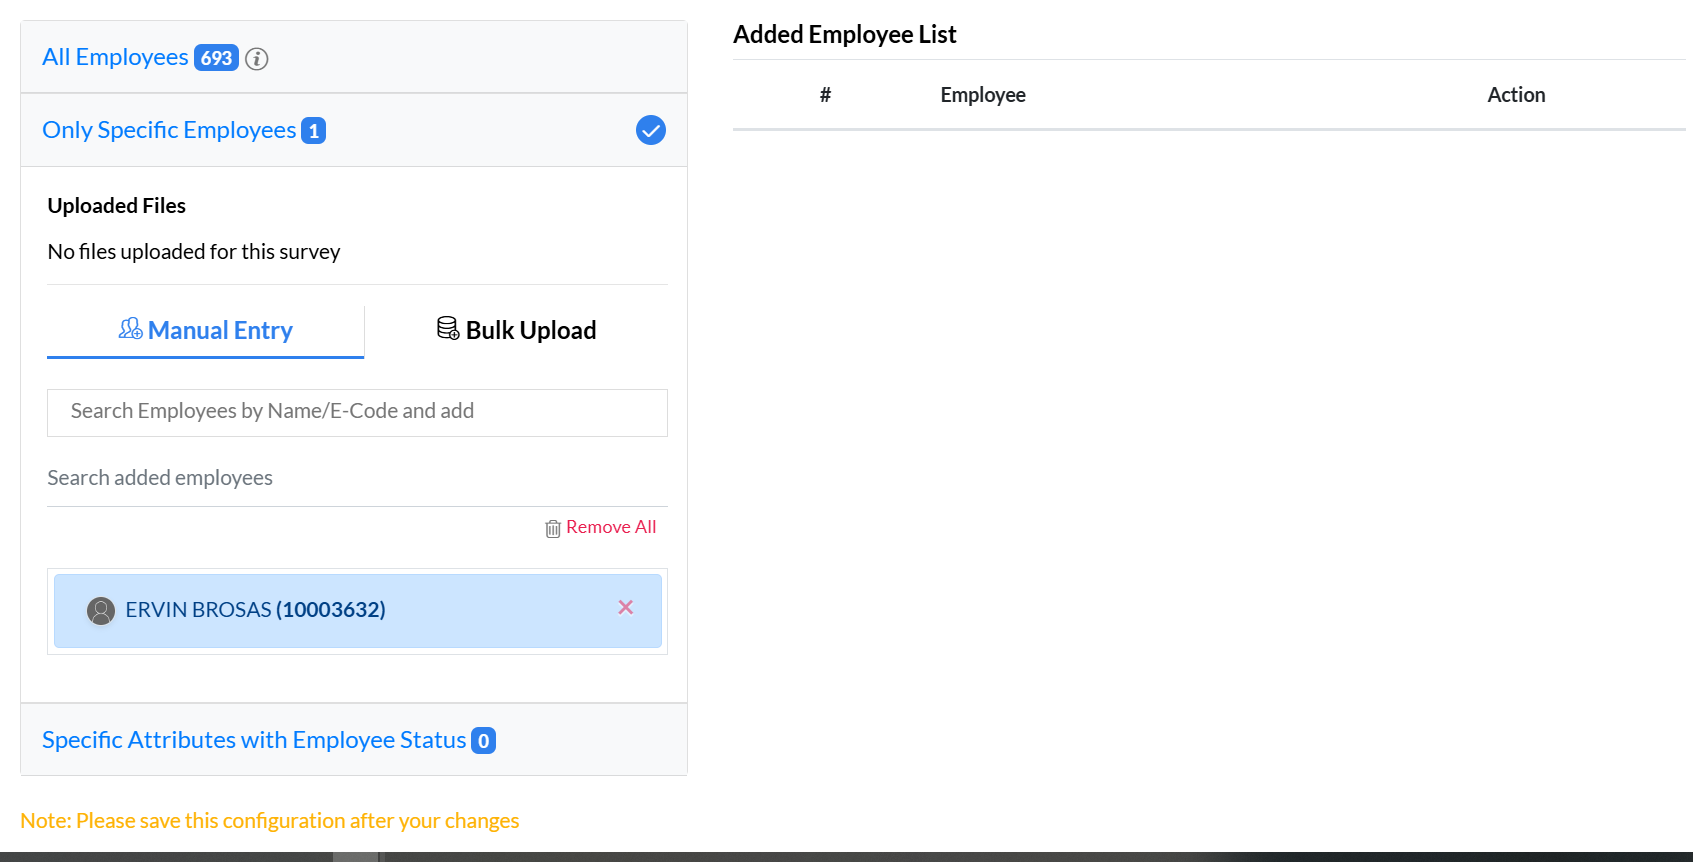 All Employees 693
Only Specific Employees 1
Uploaded Files
No files uploaded for this survey
Manual Entry
Bulk Upload
Search Employees by Name/E-Code and add
Search added employees
Remove All
ERVIN BROSAS (10003632)
Specific Attributes with Employee Status 0
Note: Please save this configuration after your changes
Added Employee List
# Employee Action